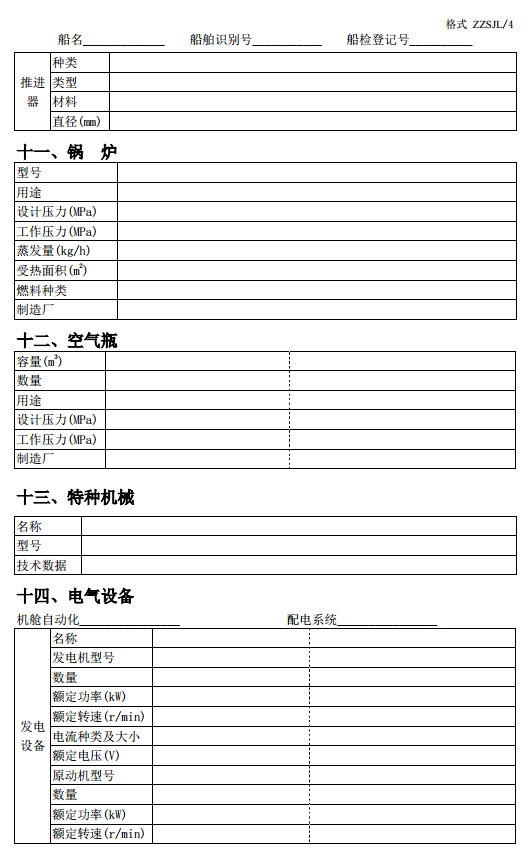 格式 ZZSJL/4
船名_____________ 船舶识别号___________ 船检登记号__________
推进器
种类
类型
材料
直径(mm)
十一、锅 炉
型号
用途
设计压力(MPa)
工作压力(MPa)
蒸发量(kg/h)
受热面积(m²)
燃料种类
制造厂
十二、空气瓶
容量(m³)
数量
用途
设计压力(MPa)
工作压力(MPa)
制造厂
十三、特种机械
名称
型号
技术数据
十四、电气设备
机舱自动化________________ 配电系统________________
发电设备
名称
发电机型号
数量
额定功率(kW)
额定转速(r/min)
电流种类及大小
额定电压(V)
原动机型号
数量
额定功率(kW)
额定转速(r/min)